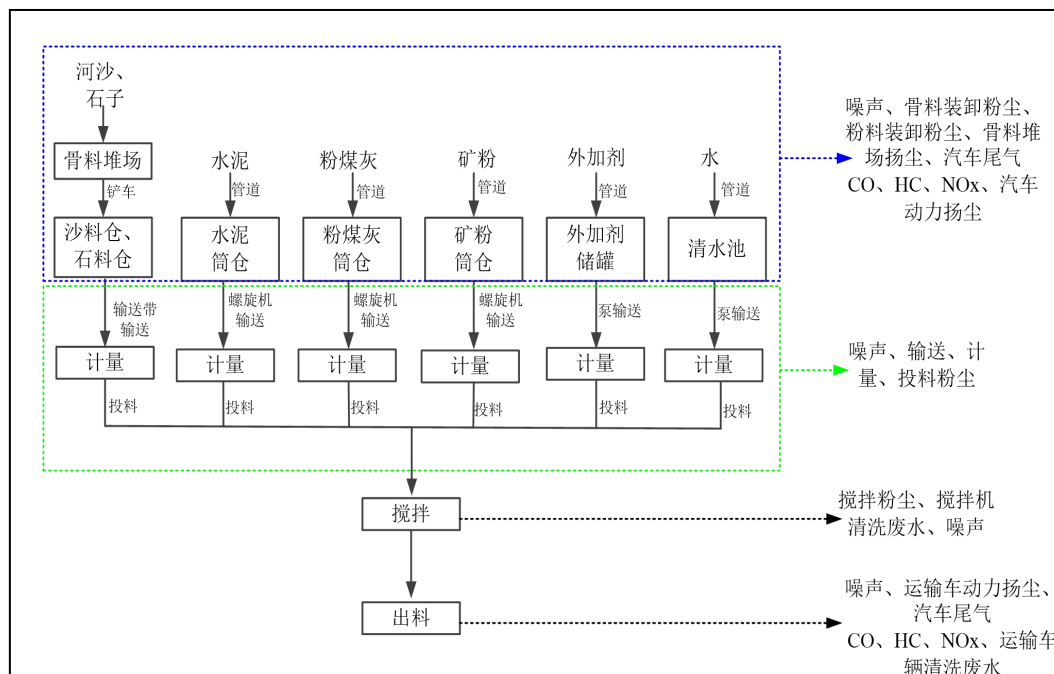 河沙、
石子
骨料堆场
水泥
粉煤灰
矿粉
外加剂
水
铲车
管道
管道
管道
管道
管道
沙料仓、
石料仓
水泥
筒仓
粉煤灰
筒仓
矿粉
筒仓
外加剂
储罐
清水池
噪声、骨料装卸粉尘、
粉料装卸粉尘、骨料堆
场扬尘、汽车尾气
CO、HC、NOx、汽车
动力扬尘
输送带
输送
螺旋机
输送
螺旋机
输送
螺旋机
输送
泵输送
泵输送
计量
计量
计量
计量
计量
计量
投料
投料
投料
投料
投料
投料
噪声、输送、计
量、投料粉尘
搅拌
搅拌粉尘、搅拌机
清洗废水、噪声
出料
噪声、运输车动力扬尘、
汽车尾气
CO、HC、NOx、运输车
辆清洗废水